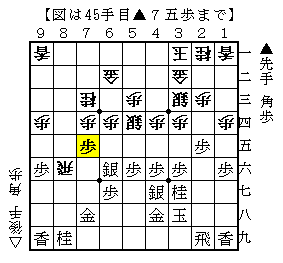 【図は45手目▲７五歩まで】
９ ８ ７ ６ ５ ４ ３ ２ １
香 王 桂 香 一
金 金 二
桂 歩 銀 歩 三
歩 歩 歩 銀 歩 歩 歩 四
歩 歩 五
歩 飛 銀 歩 歩 歩 歩 六
歩 銀 桂 七
金 金 玉 八
香 桂 飛 香 九
▲先手 角歩
△後手 角歩